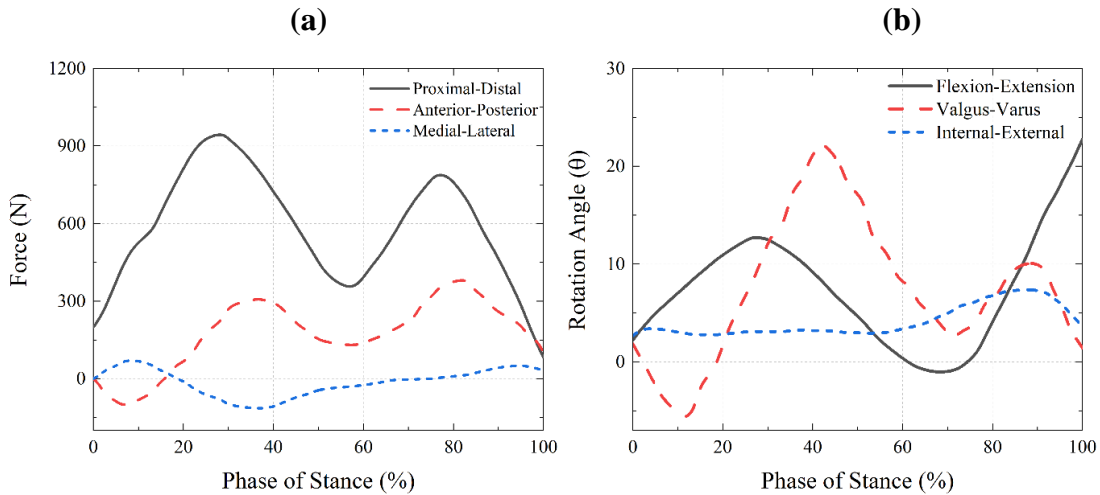 (a)
1200
900
600
300
0
Force (N)
Proximal-Distal
Anterior-Posterior
Medial-Lateral
0 20 40 60 80 100
Phase of Stance (%)
(b)
30
20
10
0
Rotation Angle (θ)
Flexion-Extension
Valgus-Varus
Internal-External
0 20 40 60 80 100
Phase of Stance (%)